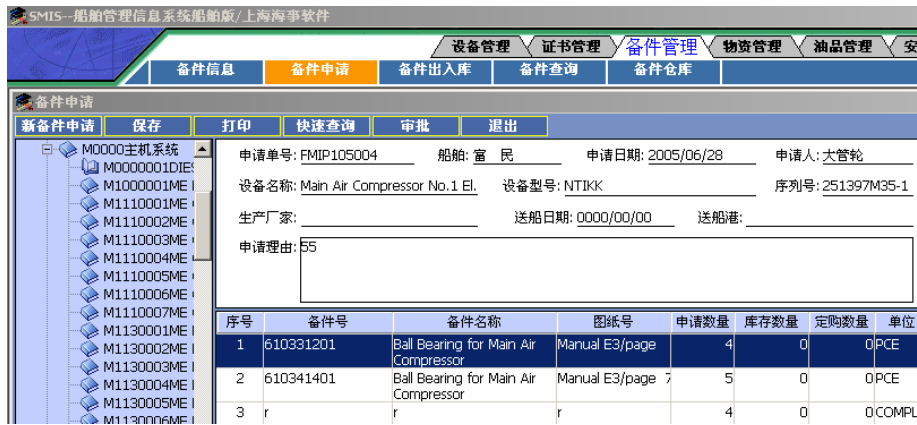 SMIS--船舶管理信息系统船舶版/上海海事软件
设备管理 证书管理 备件管理 物资管理 油品管理 安
备件信息 备件申请 备件出入库 备件查询 备件仓库
备件申请
新备件申请 保存 打印 快速查询 审批 退出
M0000主机系统
M0000001DIES
M1000001ME
M1110001ME
M1110002ME
M1110003ME
M1110004ME
M1110005ME
M1110006ME
M1110007ME
M1130001ME
M1130002ME
M1130003ME
M1130004ME
M1130005ME
M1130006ME
申请单号: FMIP105004 船舶: 富 民 申请日期: 2005/06/28 申请人: 大管轮
设备名称: Main Air Compressor No.1 El. 设备型号: NTIKK 序列号: 251397M35-1
生产厂家: 送船日期: 0000/00/00 送船港:
申请理由: 55
序号 备件号 备件名称 图纸号 申请数量 库存数量 定购数量 单位
1 610331201 Ball Bearing for Main Air Compressor Manual E3/page 4 0 0 PCE
2 610341401 Ball Bearing for Main Air Compressor Manual E3/page 7 5 0 0 PCE
3 r r r 4 0 0 COMPL